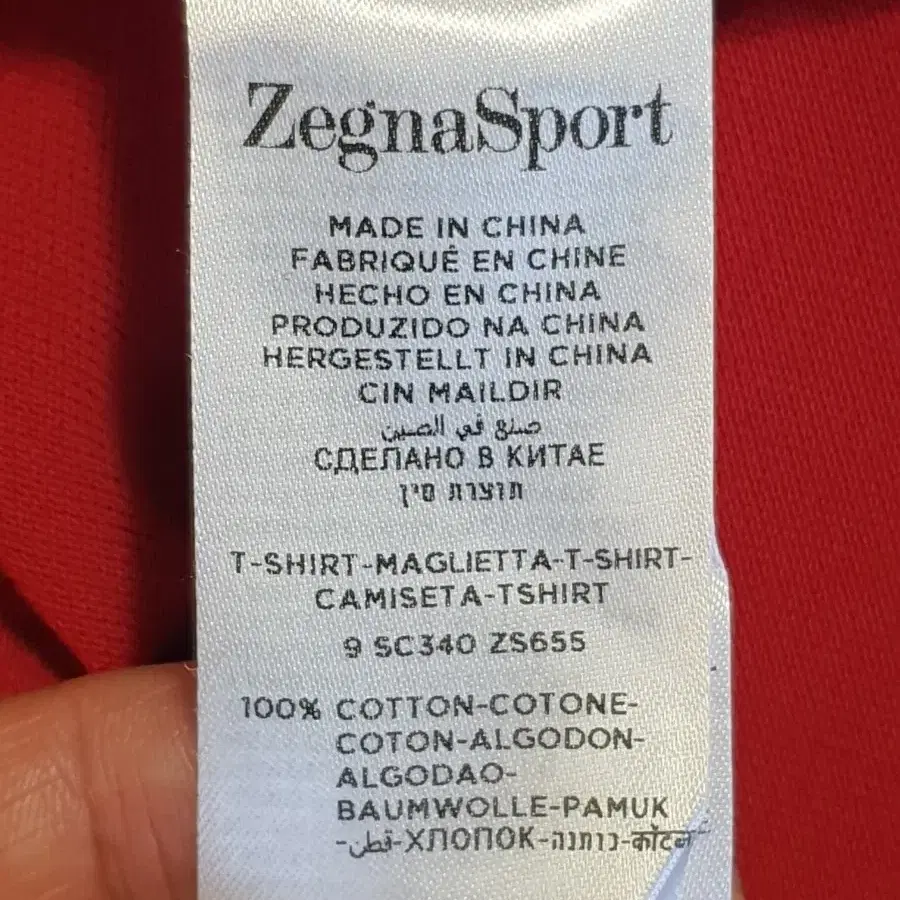 ZegnaSport
MADE IN CHINA
FABRIQUÉ EN CHINE
HECHO EN CHINA
PRODUZIDO NA CHINA
HERGESTELLT IN CHINA
CIN MAILDIR
صنع في الصين
СДЕЛАНО В КИТАЕ
תוצרת סין
T-SHIRT-MAGLIETTA-T-SHIRT-
CAMISETA-TSHIRT
9 SC340 ZS655
100% COTTON-COTONE-
COTON-ALGODON-
ALGODAO-
BAUMWOLLE-PAMUK
-قطن-ХЛОПОК-כותנה-कॉटन